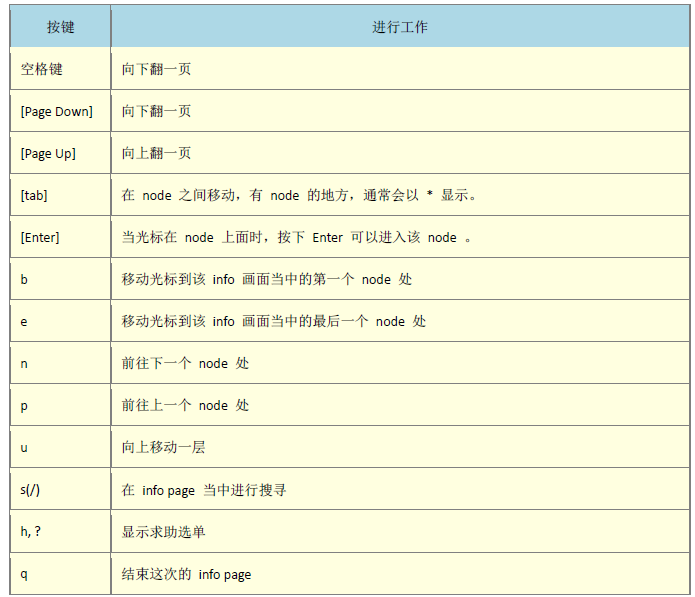 按键 进行工作
空格键 向下翻一页
[Page Down] 向下翻一页
[Page Up] 向上翻一页
[tab] 在 node 之间移动，有 node 的地方，通常会以 * 显示。
[Enter] 当光标在 node 上面时，按下 Enter 可以进入该 node 。
b 移动光标到该 info 画面当中的第一个 node 处
e 移动光标到该 info 画面当中的最后一个 node 处
n 前往下一个 node 处
p 前往上一个 node 处
u 向上移动一层
s(/) 在 info page 当中进行搜寻
h, ? 显示求助选单
q 结束这次的 info page